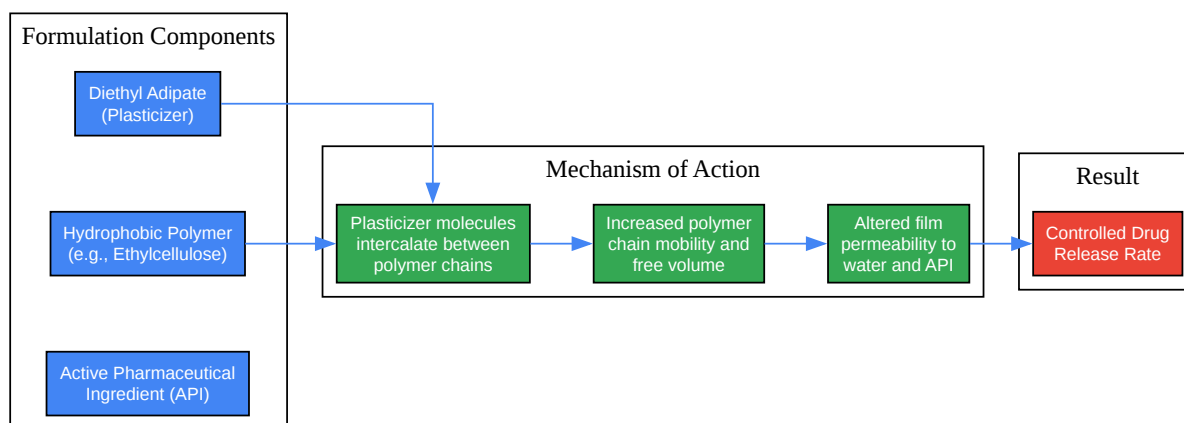 Formulation Components
Diethyl Adipate
(Plasticizer)
Hydrophobic Polymer
(e.g., Ethylcellulose)
Active Pharmaceutical
Ingredient (API)
Mechanism of Action
Plasticizer molecules
intercalate between
polymer chains
Increased polymer
chain mobility and
free volume
Altered film
permeability to
water and API
Result
Controlled Drug
Release Rate